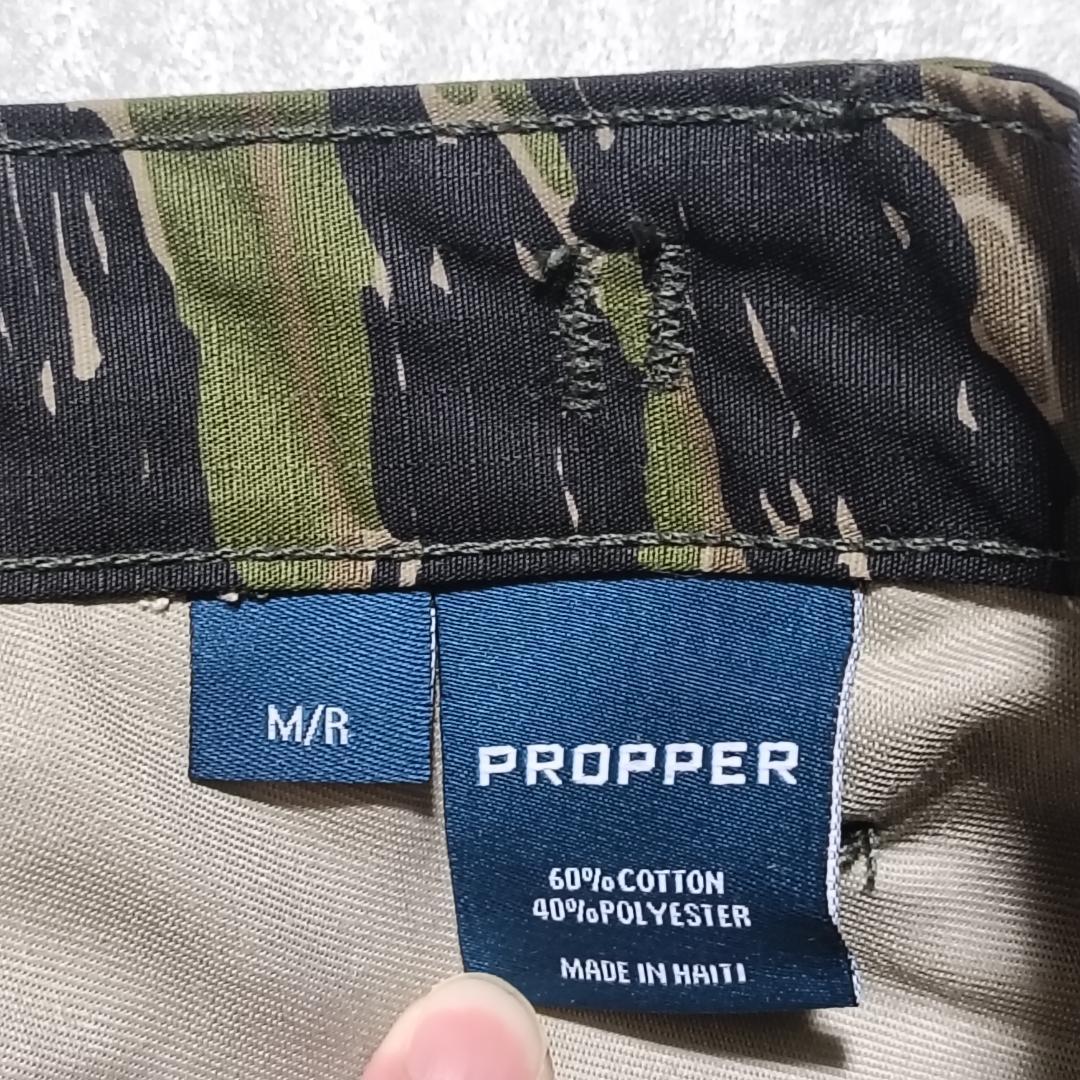 M/R
PROPPER
60%COTTON
40%POLYESTER
MADE IN HAITI